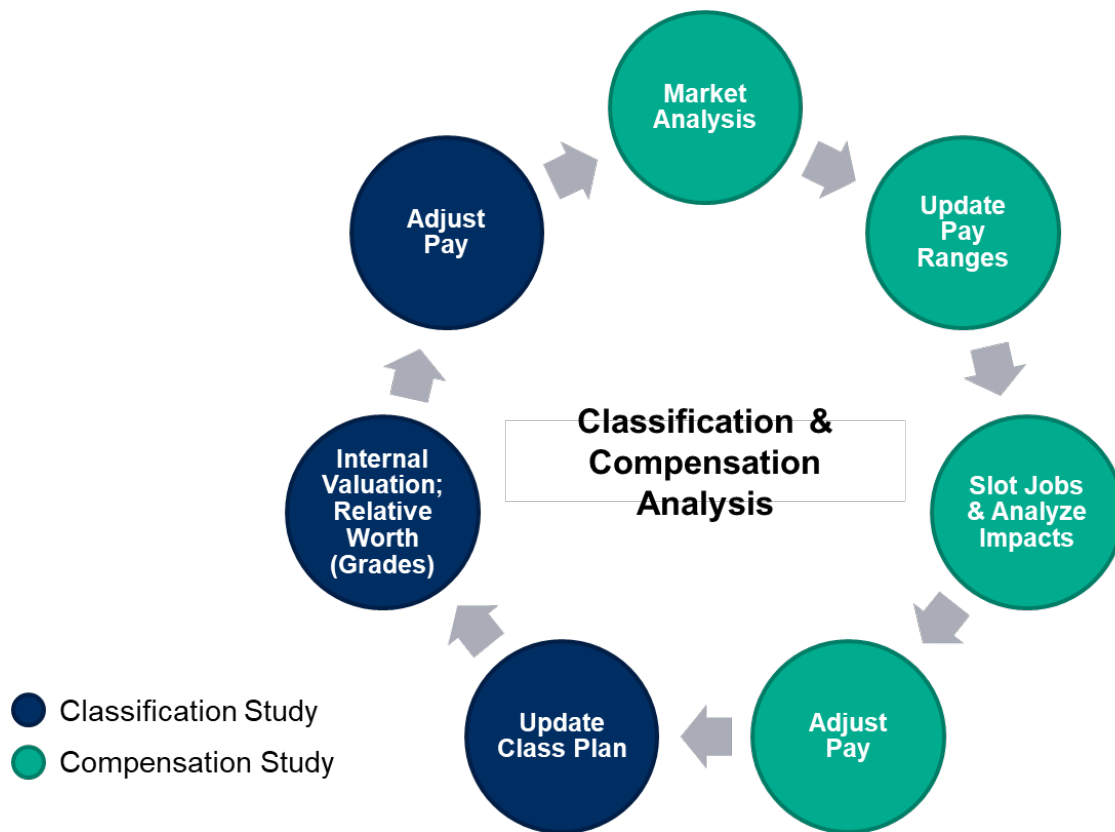 Market
Analysis
Update
Pay
Ranges
Slot Jobs
& Analyze
Impacts
Adjust
Pay
Update
Class Plan
Internal
Valuation;
Relative
Worth
(Grades)
Adjust
Pay
Classification &
Compensation
Analysis
Classification Study
Compensation Study